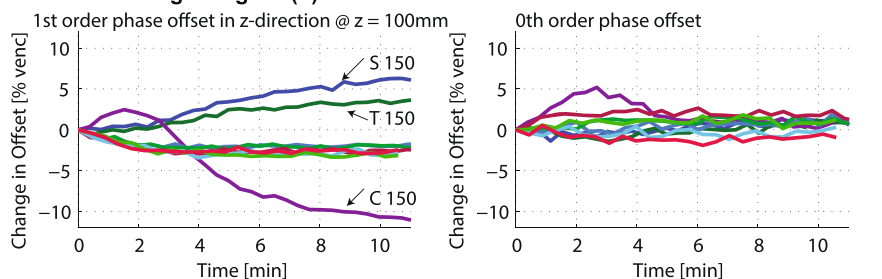 1st order phase offset in z-direction @ z = 100mm
0th order phase offset
Change in Offset [% venc]
10
5
0
−5
−10
S 150
T 150
C 150
0 2 4 6 8 10
Time [min]
Change in Offset [% venc]
10
5
0
−5
−10
0 2 4 6 8 10
Time [min]